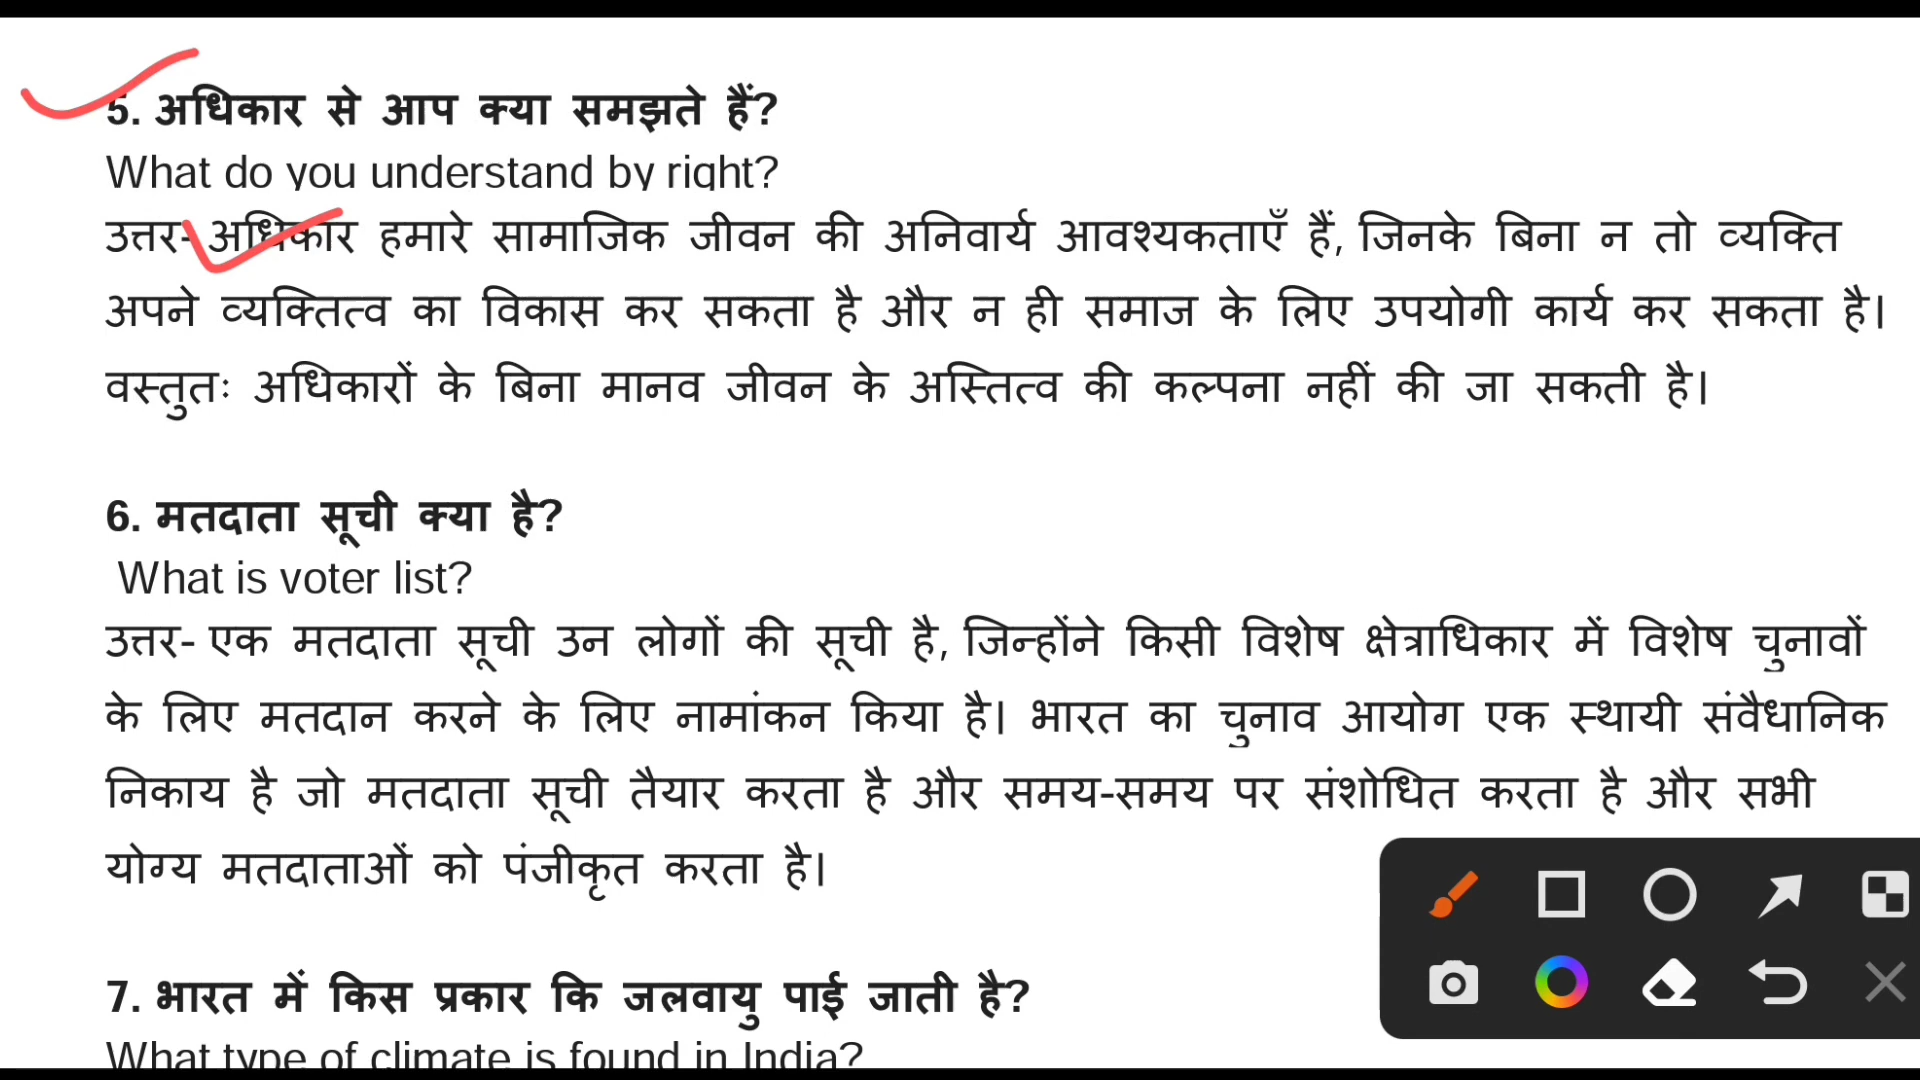 5. अधिकार से आप क्या समझते हैं?
What do you understand by right?
उत्तर- अधिकार हमारे सामाजिक जीवन की अनिवार्य आवश्यकताएँ हैं, जिनके बिना न तो व्यक्ति
अपने व्यक्तित्व का विकास कर सकता है और न ही समाज के लिए उपयोगी कार्य कर सकता है।
वस्तुतः अधिकारों के बिना मानव जीवन के अस्तित्व की कल्पना नहीं की जा सकती है।
6. मतदाता सूची क्या है?
What is voter list?
उत्तर- एक मतदाता सूची उन लोगों की सूची है, जिन्होंने किसी विशेष क्षेत्राधिकार में विशेष चुनावों
के लिए मतदान करने के लिए नामांकन किया है। भारत का चुनाव आयोग एक स्थायी संवैधानिक
निकाय है जो मतदाता सूची तैयार करता है और समय-समय पर संशोधित करता है और सभी
योग्य मतदाताओं को पंजीकृत करता है।
7. भारत में किस प्रकार कि जलवायु पाई जाती है?
What type of climate is found in India?